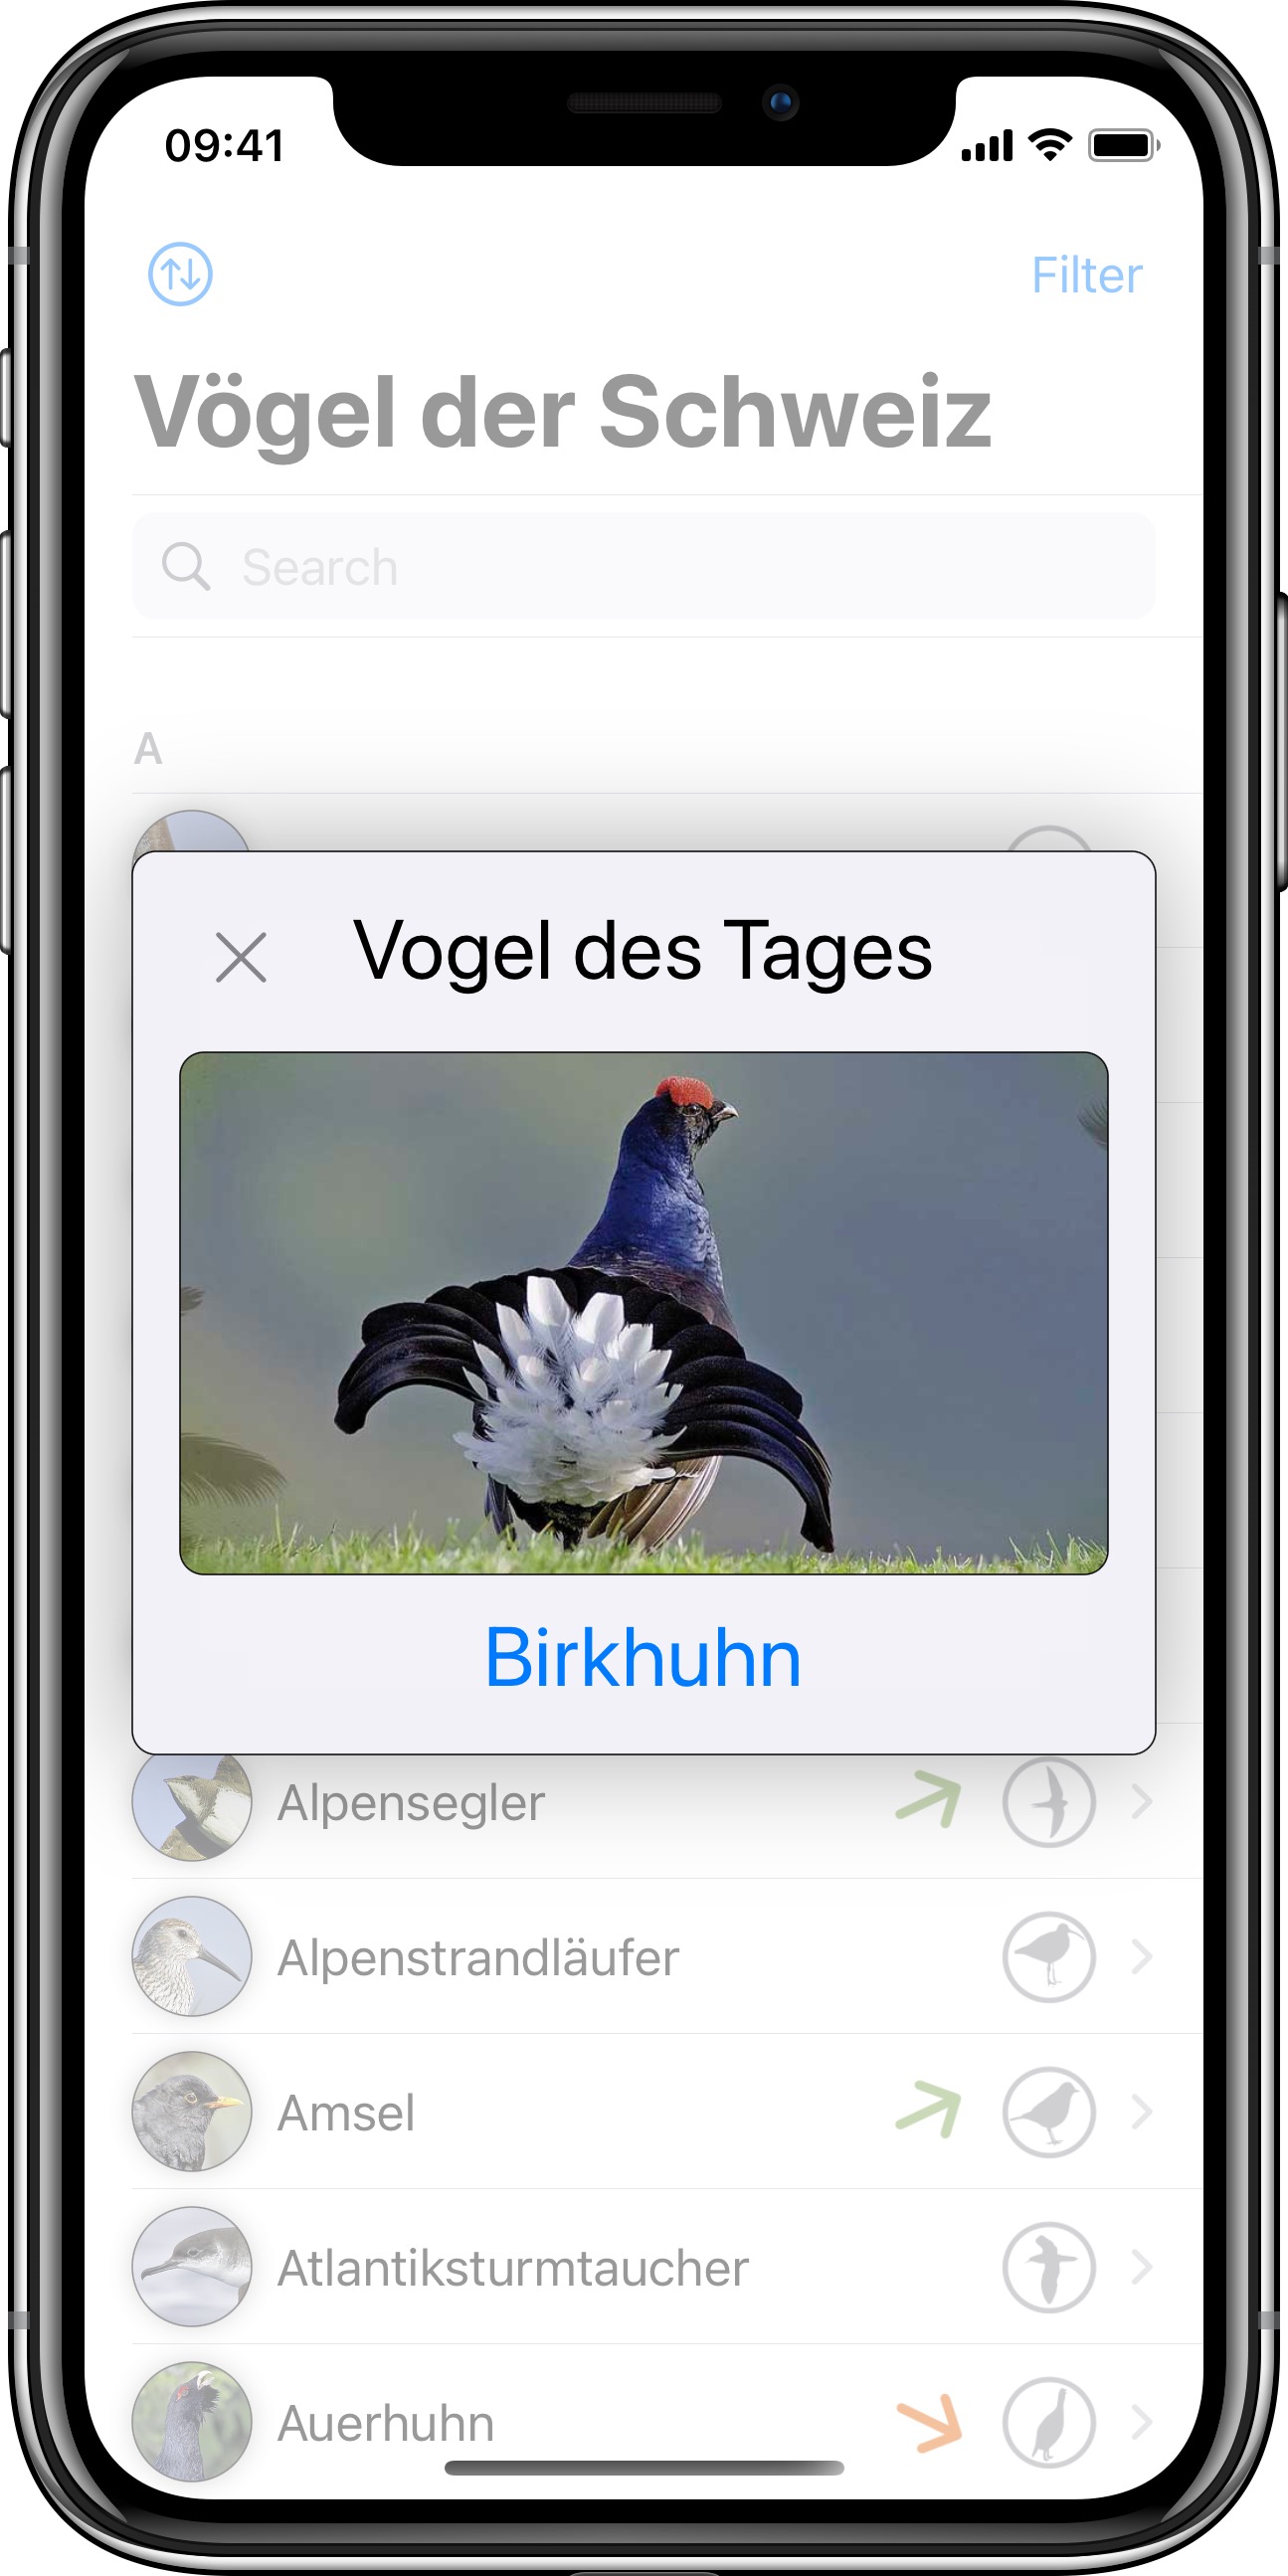 09:41
Filter
Vögel der Schweiz
Search
A
Vogel des Tages
Birkhuhn
Alpensegler
Alpenstrandläufer
Amsel
Atlantiksturmtaucher
Auerhuhn